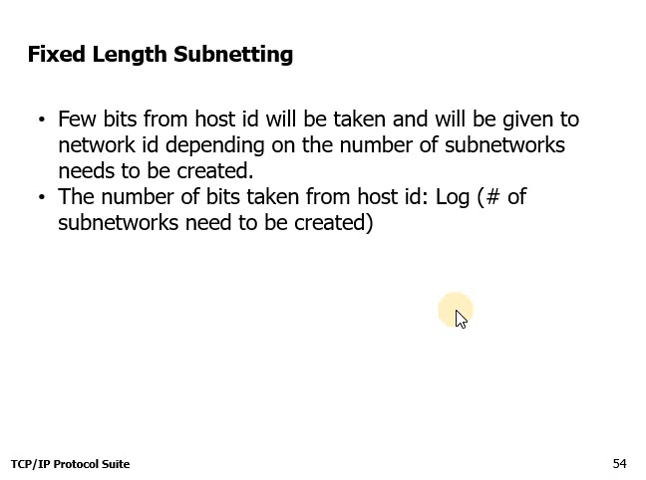 Fixed Length Subnetting
• Few bits from host id will be taken and will be given to
network id depending on the number of subnetworks
needs to be created.
• The number of bits taken from host id: Log (# of
subnetworks need to be created)
TCP/IP Protocol Suite
54